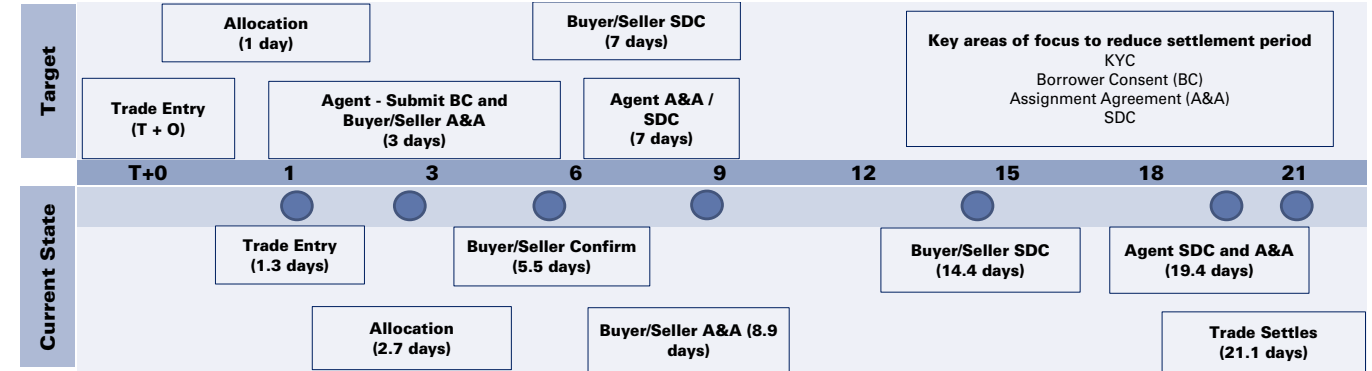 Target
Allocation
(1 day)
Buyer/Seller SDC
(7 days)
Key areas of focus to reduce settlement period
KYC
Borrower Consent (BC)
Assignment Agreement (A&A)
SDC
Trade Entry
(T + O)
Agent - Submit BC and
Buyer/Seller A&A
(3 days)
Agent A&A /
SDC
(7 days)
T+0 1 3 6 9 12 15 18 21
Current State
Trade Entry
(1.3 days)
Buyer/Seller Confirm
(5.5 days)
Buyer/Seller SDC
(14.4 days)
Agent SDC and A&A
(19.4 days)
Allocation
(2.7 days)
Buyer/Seller A&A (8.9
days)
Trade Settles
(21.1 days)